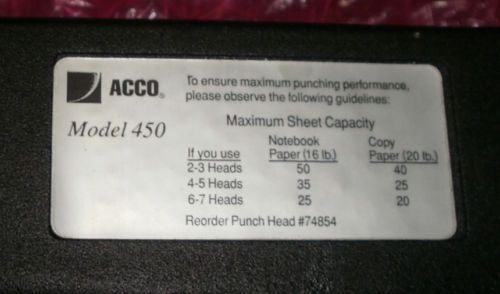 ACCO®
To ensure maximum punching performance,
please observe the following guidelines:
Model 450
Maximum Sheet Capacity
Notebook Copy
If you use Paper (16 lb.) Paper (20 lb.)
2-3 Heads 50 40
4-5 Heads 35 25
6-7 Heads 25 20
Reorder Punch Head #74854